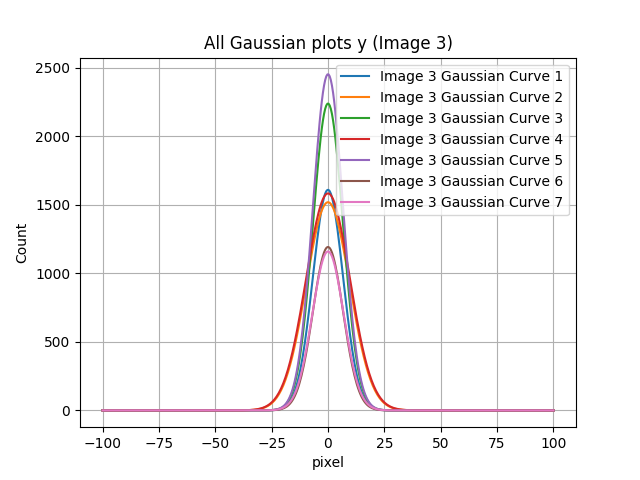 All Gaussian plots y (Image 3)
2500
2000
1500
1000
500
0
Count
−100
−75
−50
−25
0
25
50
75
100
pixel
Image 3 Gaussian Curve 1
Image 3 Gaussian Curve 2
Image 3 Gaussian Curve 3
Image 3 Gaussian Curve 4
Image 3 Gaussian Curve 5
Image 3 Gaussian Curve 6
Image 3 Gaussian Curve 7